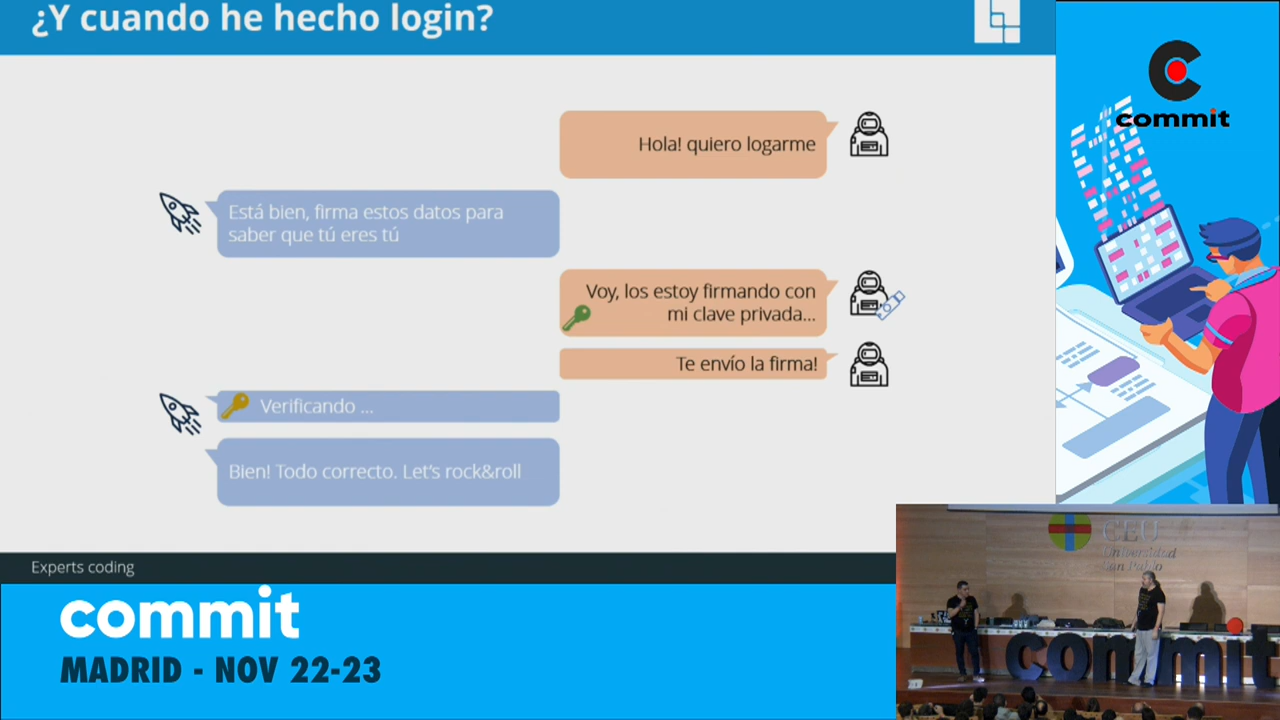 ¿Y cuando he hecho login?
commit
Hola! quiero logarme
Está bien, firma estos datos para
saber que tú eres tú
Voy, los estoy firmando con
mi clave privada...
Te envío la firma!
Verificando ...
Bien! Todo correcto. Let's rock&roll
Experts coding
CEU
Universidad
San Pablo
commit
commit
MADRID - NOV 22-23